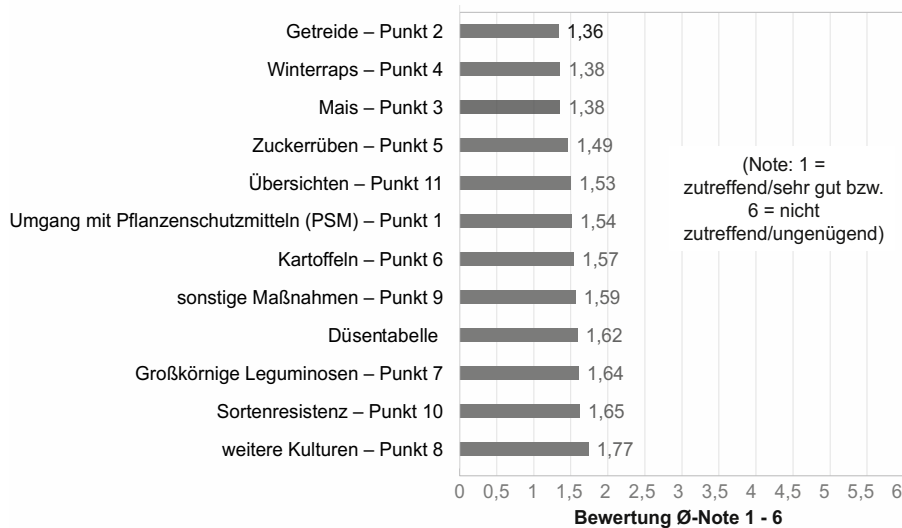 Getreide – Punkt 2 1,36
Winterraps – Punkt 4 1,38
Mais – Punkt 3 1,38
Zuckerrüben – Punkt 5 1,49
Übersichten – Punkt 11 1,53
Umgang mit Pflanzenschutzmitteln (PSM) – Punkt 1 1,54
Kartoffeln – Punkt 6 1,57
sonstige Maßnahmen – Punkt 9 1,59
Düsentabelle 1,62
Großkörnige Leguminosen – Punkt 7 1,64
Sortenresistenz – Punkt 10 1,65
weitere Kulturen – Punkt 8 1,77
(Note: 1 =
zutreffend/sehr gut bzw.
6 = nicht
zutreffend/ungenügend)
0 0,5 1 1,5 2 2,5 3 3,5 4 4,5 5 5,5 6
Bewertung Ø-Note 1 - 6